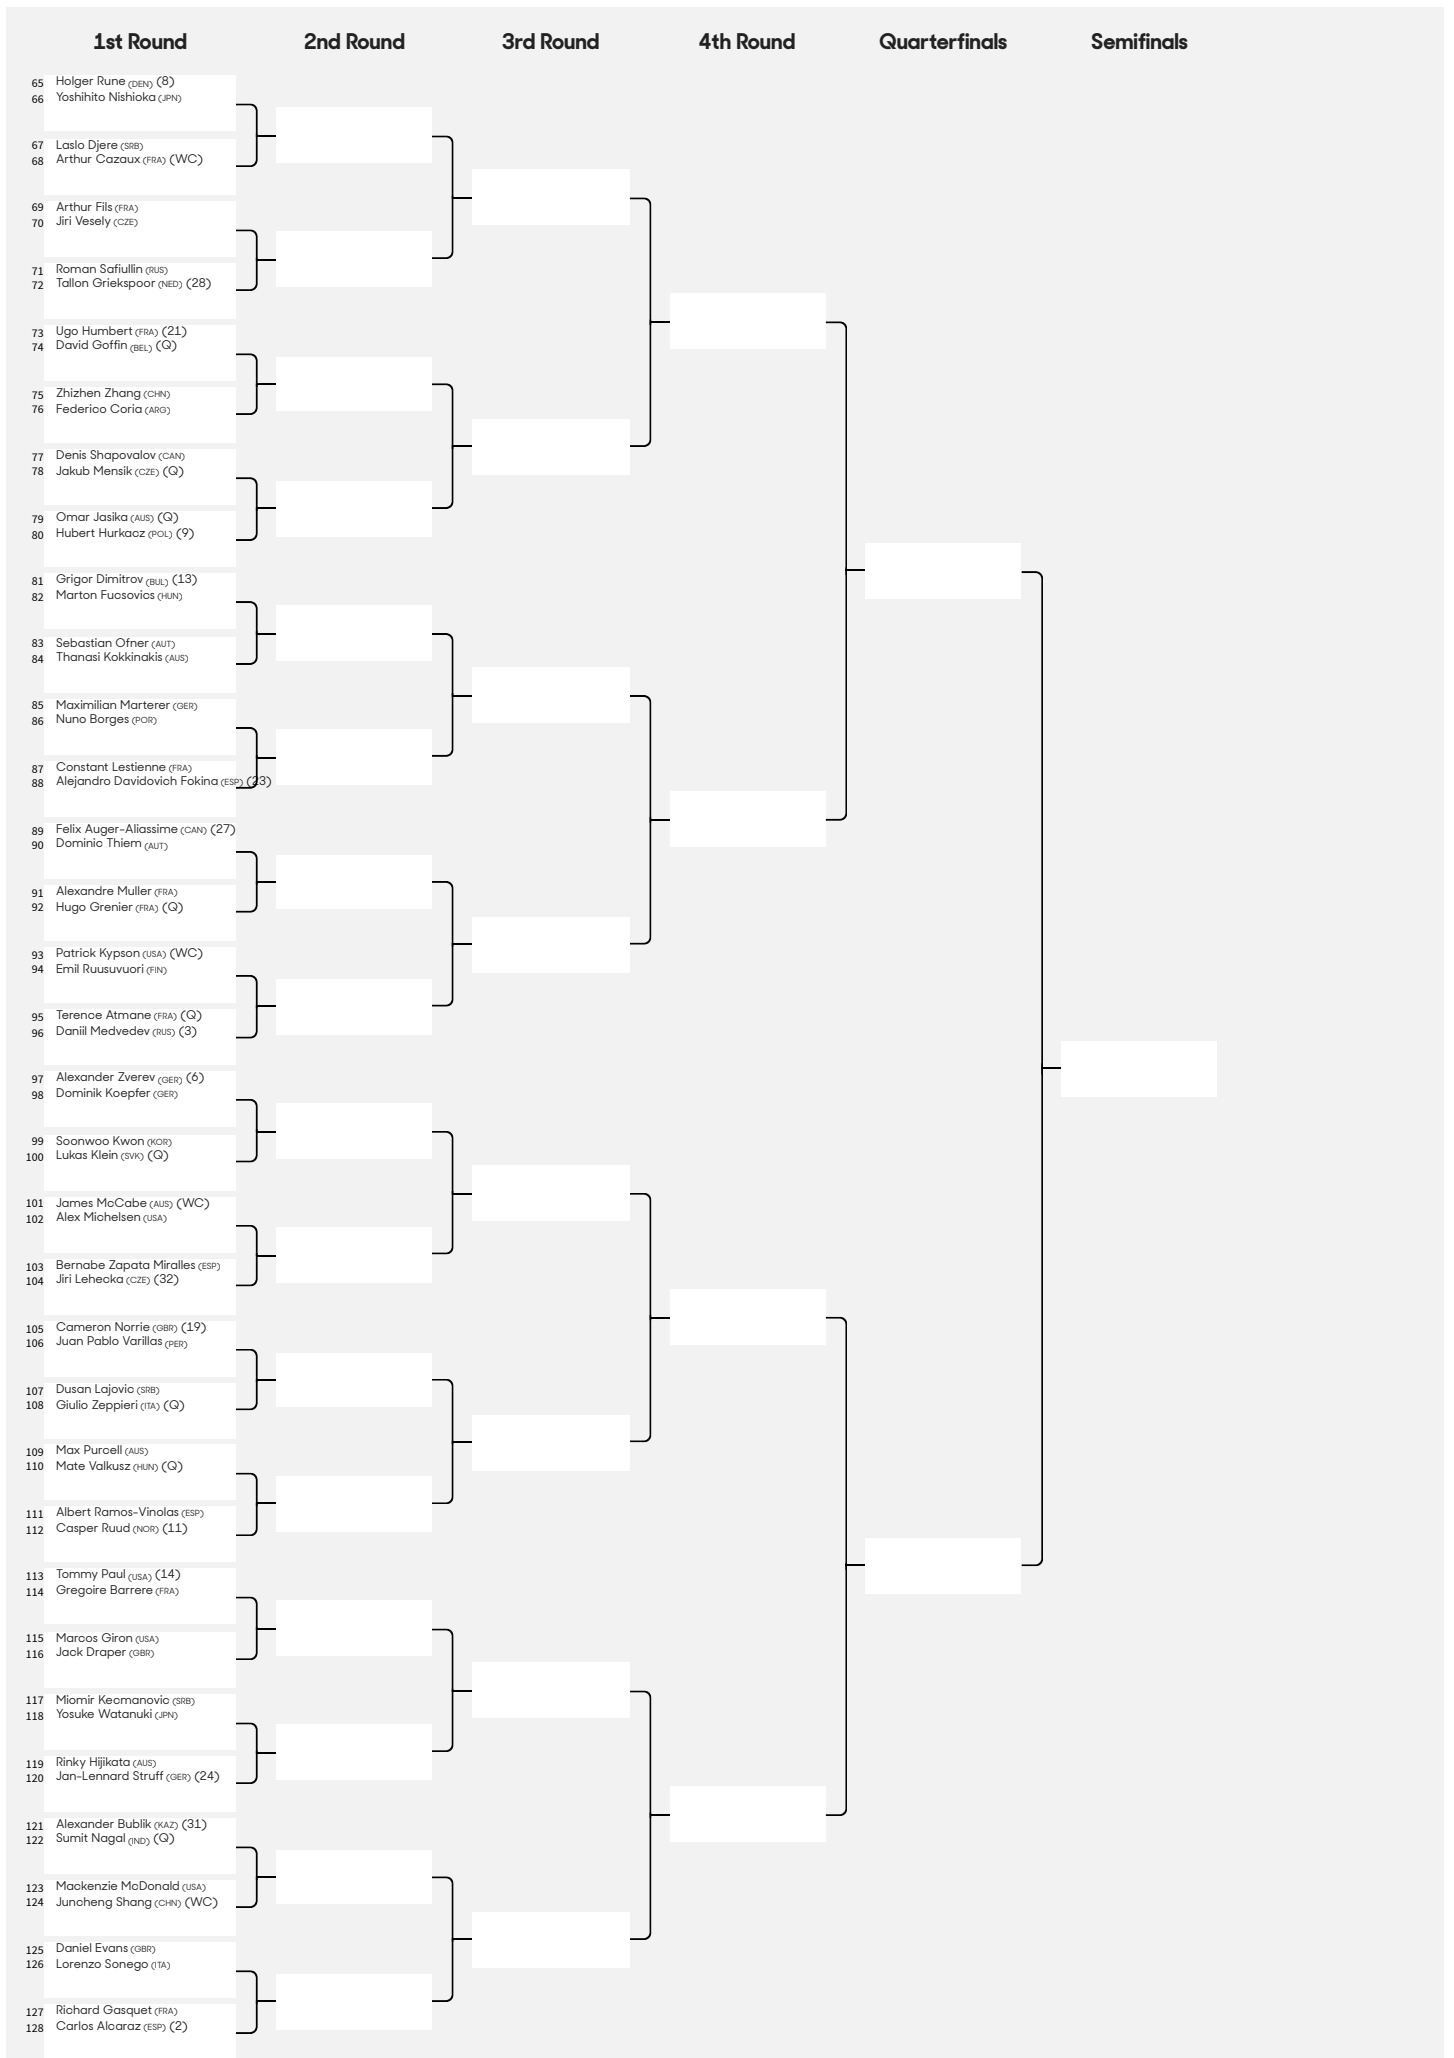 1st Round 2nd Round 3rd Round 4th Round Quarterfinals Semifinals
65 Holger Rune (DEN) (8)
66 Yoshihito Nishioka (JPN)
67 Laslo Djere (SRB)
68 Arthur Cazaux (FRA) (WC)
69 Arthur Fils (FRA)
70 Jiri Vesely (CZE)
71 Roman Safiullin (RUS)
72 Tallon Griekspoor (NED) (28)
73 Ugo Humbert (FRA) (21)
74 David Goffin (BEL) (Q)
75 Zhizhen Zhang (CHN)
76 Federico Coria (ARG)
77 Denis Shapovalov (CAN)
78 Jakub Mensik (CZE) (Q)
79 Omar Jasika (AUS) (Q)
80 Hubert Hurkacz (POL) (9)
81 Grigor Dimitrov (BUL) (13)
82 Marton Fucsovics (HUN)
83 Sebastian Ofner (AUT)
84 Thanasi Kokkinakis (AUS)
85 Maximilian Marterer (GER)
86 Nuno Borges (POR)
87 Constant Lestienne (FRA)
88 Alejandro Davidovich Fokina (ESP) (23)
89 Felix Auger-Aliassime (CAN) (27)
90 Dominic Thiem (AUT)
91 Alexandre Muller (FRA)
92 Hugo Grenier (FRA) (Q)
93 Patrick Kypson (USA) (WC)
94 Emil Ruusuvuori (FIN)
95 Terence Atmane (FRA) (Q)
96 Daniil Medvedev (RUS) (3)
97 Alexander Zverev (GER) (6)
98 Dominik Koepfer (GER)
99 Soonwoo Kwon (KOR)
100 Lukas Klein (SVK) (Q)
101 James McCabe (AUS) (WC)
102 Alex Michelsen (USA)
103 Bernabe Zapata Miralles (ESP)
104 Jiri Lehecka (CZE) (32)
105 Cameron Norrie (GBR) (19)
106 Juan Pablo Varillas (PER)
107 Dusan Lajovic (SRB)
108 Giulio Zeppieri (ITA) (Q)
109 Max Purcell (AUS)
110 Mate Valkusz (HUN) (Q)
111 Albert Ramos-Vinolas (ESP)
112 Casper Ruud (NOR) (11)
113 Tommy Paul (USA) (14)
114 Gregoire Barrere (FRA)
115 Marcos Giron (USA)
116 Jack Draper (GBR)
117 Miomir Kecmanovic (SRB)
118 Yosuke Watanuki (JPN)
119 Rinky Hijikata (AUS)
120 Jan-Lennard Struff (GER) (24)
121 Alexander Bublik (KAZ) (31)
122 Sumit Nagal (IND) (Q)
123 Mackenzie McDonald (USA)
124 Juncheng Shang (CHN) (WC)
125 Daniel Evans (GBR)
126 Lorenzo Sonego (ITA)
127 Richard Gasquet (FRA)
128 Carlos Alcaraz (ESP) (2)